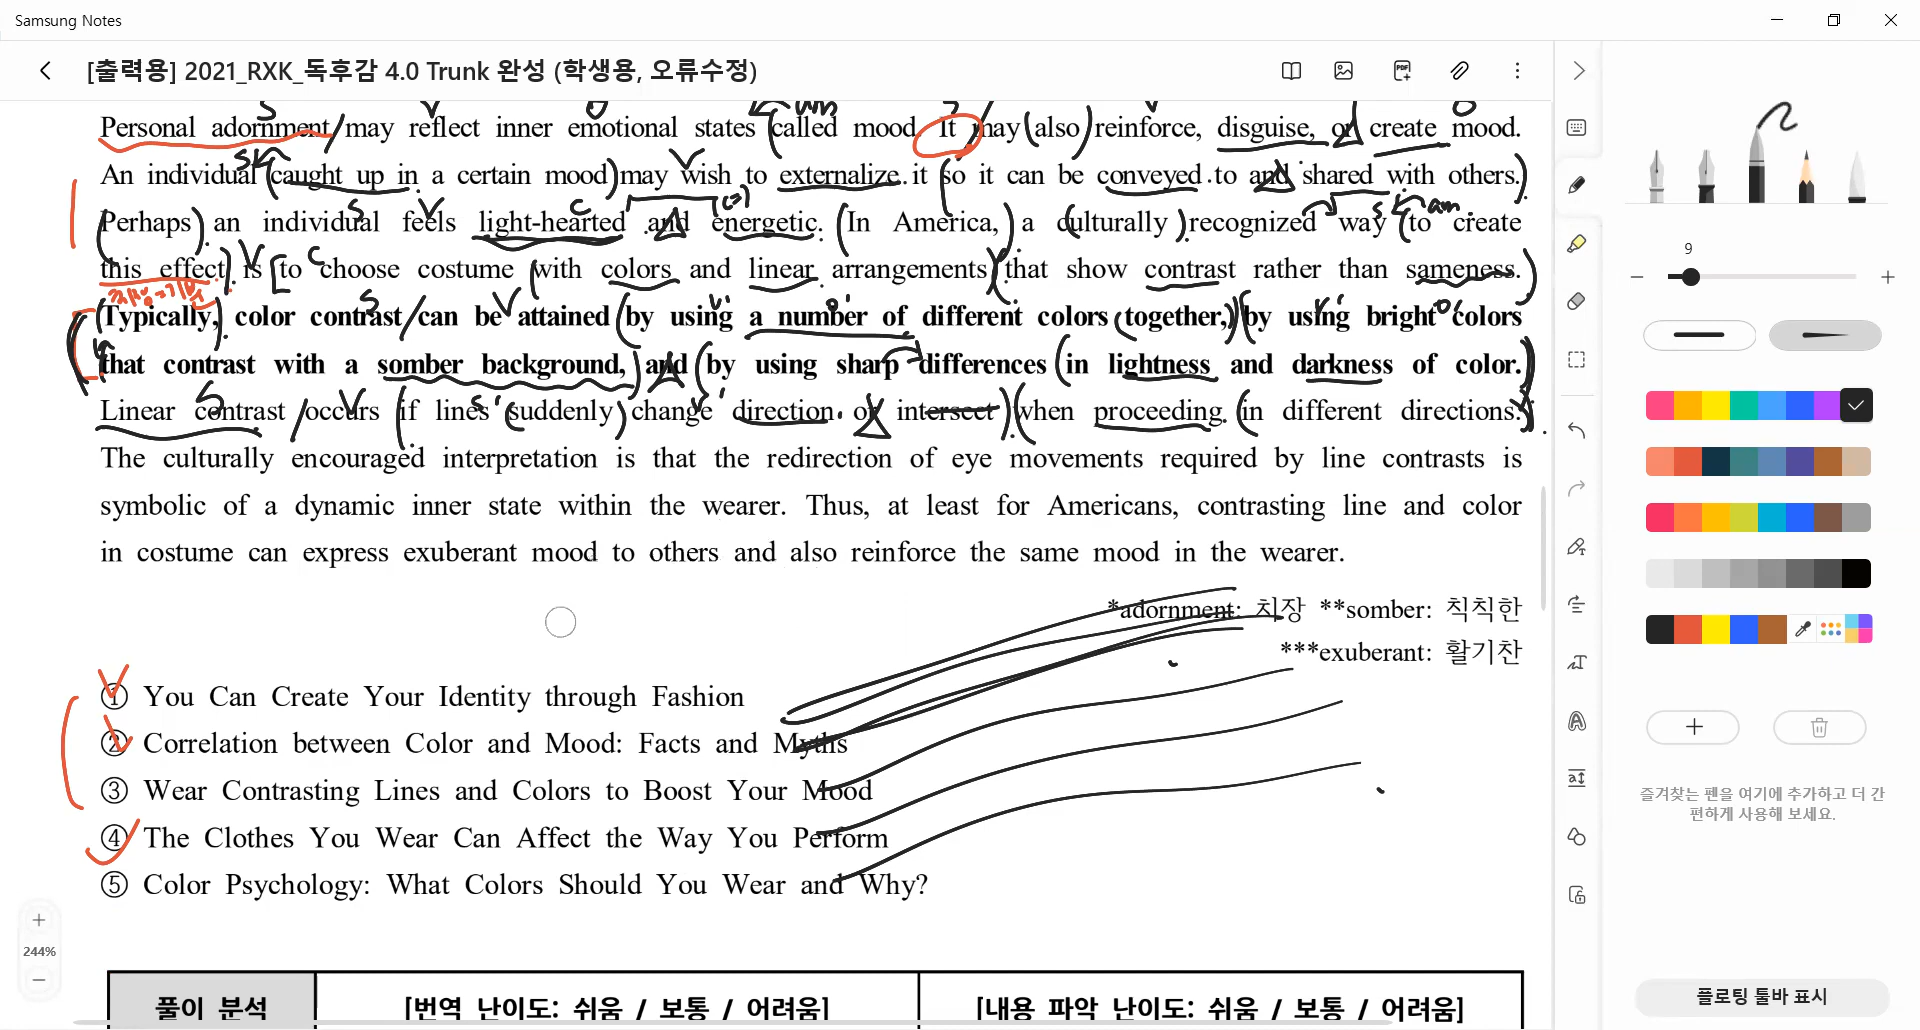 Samsung Notes
[출력용] 2021_RXK_독후감 4.0 Trunk 완성 (학생용, 오류수정)
Personal adornment may reflect inner emotional states called mood. It may also reinforce, disguise, or create mood.
An individual caught up in a certain mood may wish to externalize it so it can be conveyed to and shared with others.
Perhaps an individual feels light-hearted and energetic. In America, a culturally recognized way to create
this effect is to choose costume with colors and linear arrangements that show contrast rather than sameness.
Typically, color contrast can be attained by using a number of different colors together, by using bright colors
that contrast with a somber background, and by using sharp differences in lightness and darkness of color.
Linear contrast occurs if lines suddenly change direction or intersect when proceeding in different directions.
The culturally encouraged interpretation is that the redirection of eye movements required by line contrasts is
symbolic of a dynamic inner state within the wearer. Thus, at least for Americans, contrasting line and color
in costume can express exuberant mood to others and also reinforce the same mood in the wearer.
*adornment: 치장 **somber: 칙칙한
***exuberant: 활기찬
① You Can Create Your Identity through Fashion
② Correlation between Color and Mood: Facts and Myths
③ Wear Contrasting Lines and Colors to Boost Your Mood
④ The Clothes You Wear Can Affect the Way You Perform
⑤ Color Psychology: What Colors Should You Wear and Why?
풀이 분석 [번역 난이도: 쉬움 / 보통 / 어려움] [내용 파악 난이도: 쉬움 / 보통 / 어려움]
244%
9
즐겨찾는 펜을 여기에 추가하고 더 간
편하게 사용해 보세요.
플로팅 툴바 표시